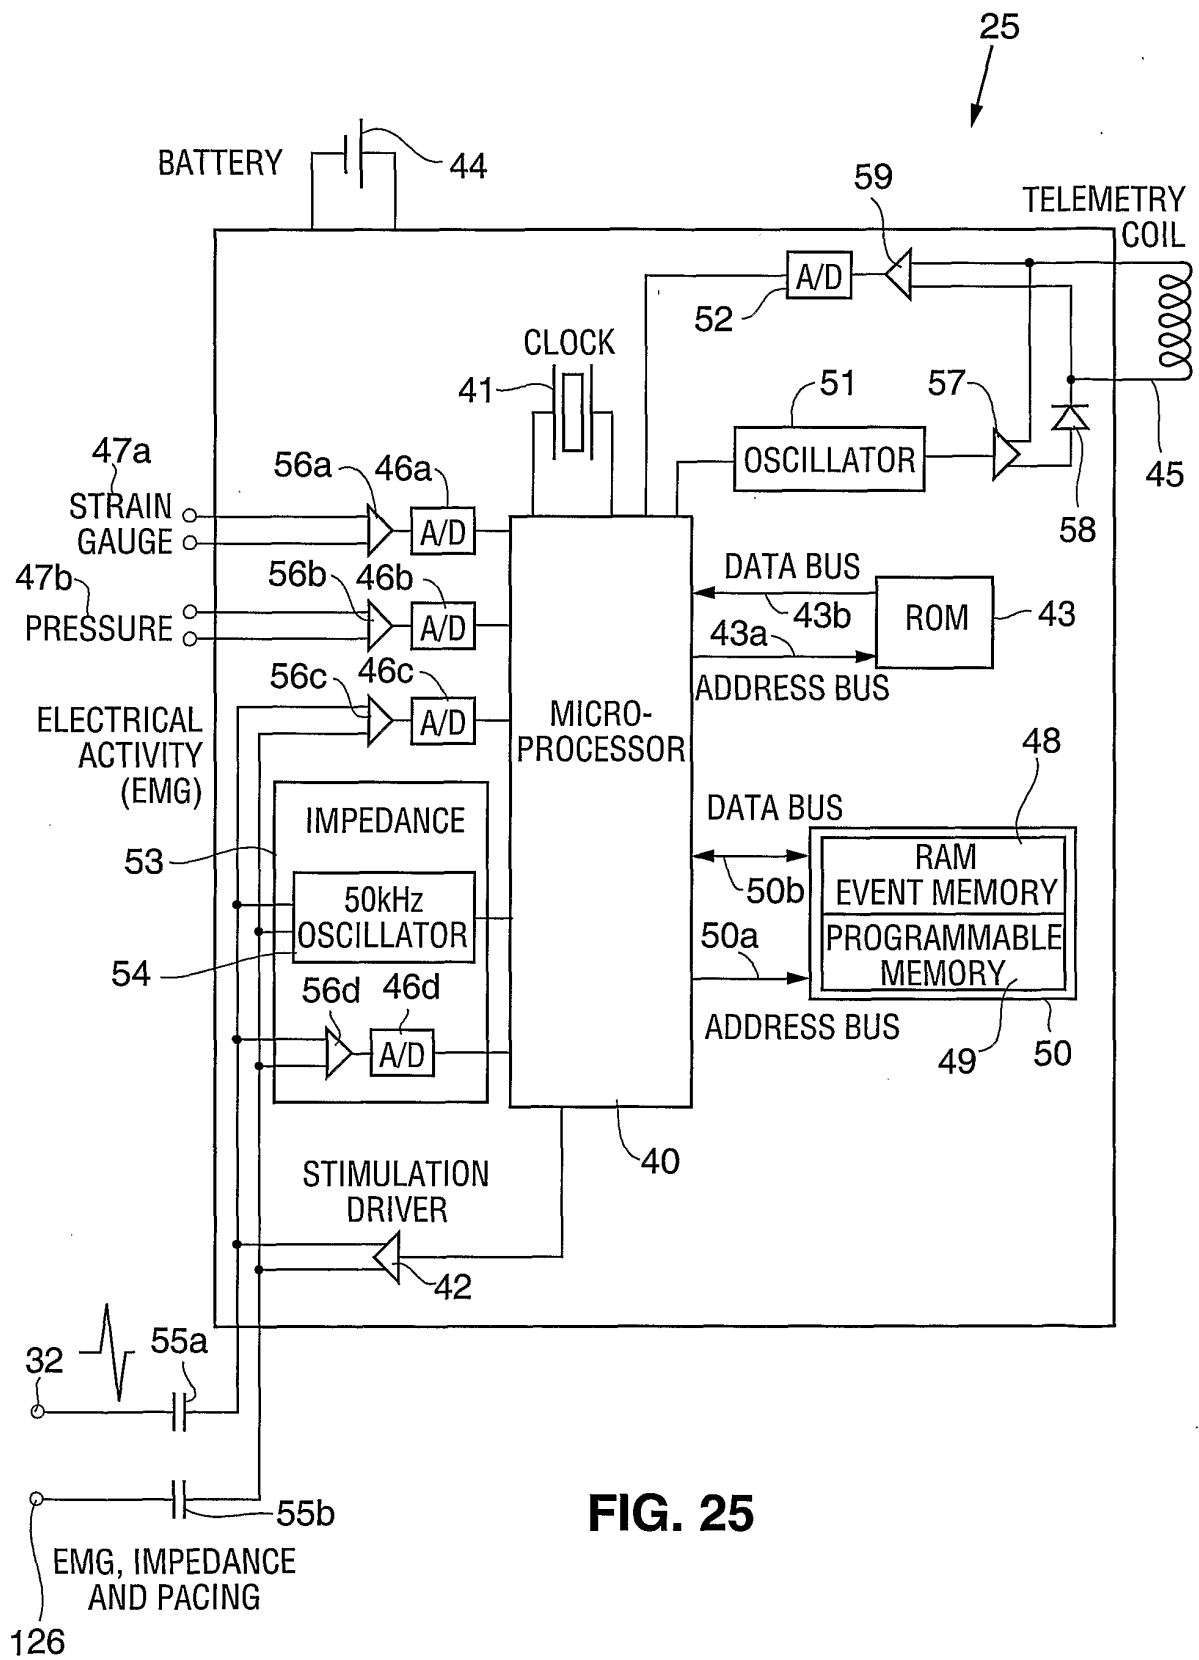 25
BATTERY
44
59
TELEMETRY
COIL
A/D
52
CLOCK
41
51
57
OSCILLATOR
45
58
47a
STRAIN
GAUGE
56a
46a
A/D
47b
PRESSURE
56b
46b
A/D
DATA BUS
43b
ROM
43
43a
ADDRESS BUS
56c
46c
A/D
ELECTRICAL
ACTIVITY
(EMG)
MICRO-
PROCESSOR
48
DATA BUS
50b
RAM
EVENT MEMORY
PROGRAMMABLE
MEMORY
50a
ADDRESS BUS
49
50
IMPEDANCE
53
50kHz
OSCILLATOR
54
56d
46d
A/D
40
STIMULATION
DRIVER
42
32
55a
55b
EMG, IMPEDANCE
AND PACING
126
FIG. 25